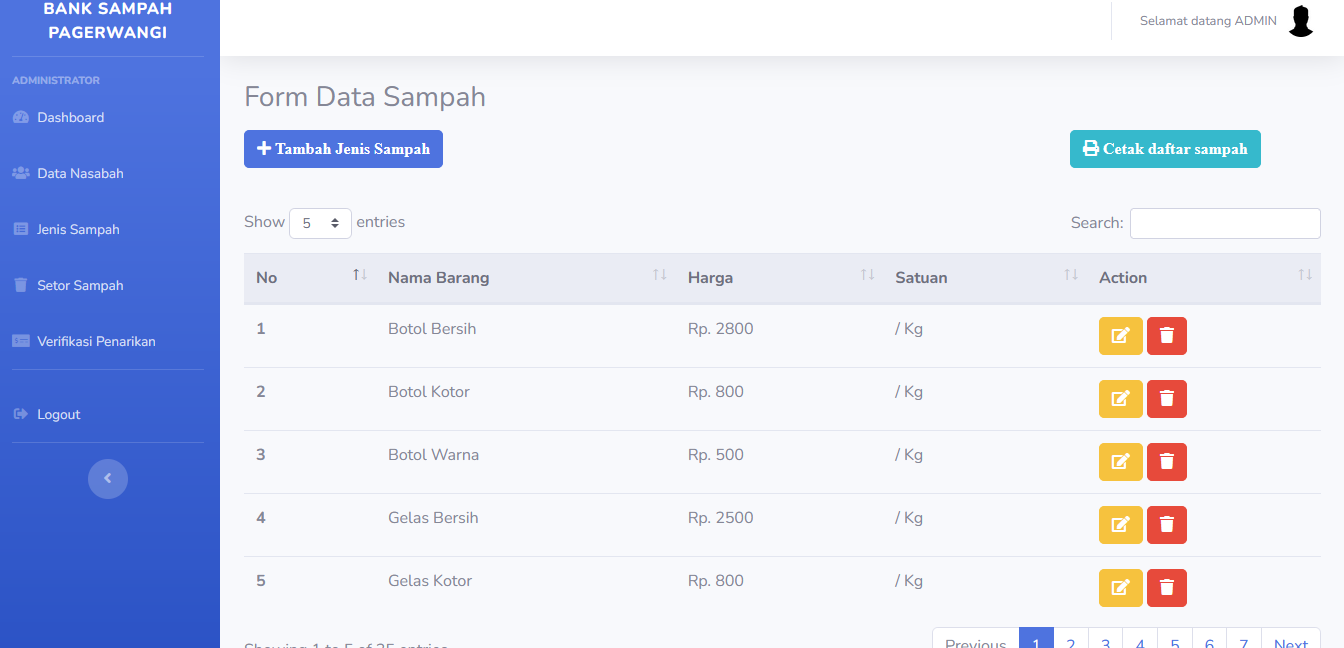 BANK SAMPAH
PAGERWANGI
Selamat datang ADMIN
ADMINISTRATOR
Dashboard
Data Nasabah
Jenis Sampah
Setor Sampah
Verifikasi Penarikan
Logout
Form Data Sampah
Tambah Jenis Sampah
Cetak daftar sampah
Show 5 entries
Search:
No Nama Barang Harga Satuan Action
1 Botol Bersih Rp. 2800 / Kg
2 Botol Kotor Rp. 800 / Kg
3 Botol Warna Rp. 500 / Kg
4 Gelas Bersih Rp. 2500 / Kg
5 Gelas Kotor Rp. 800 / Kg
Showing 1 to 5 of 35 entries
Previous 1 2 3 4 5 6 7 Next